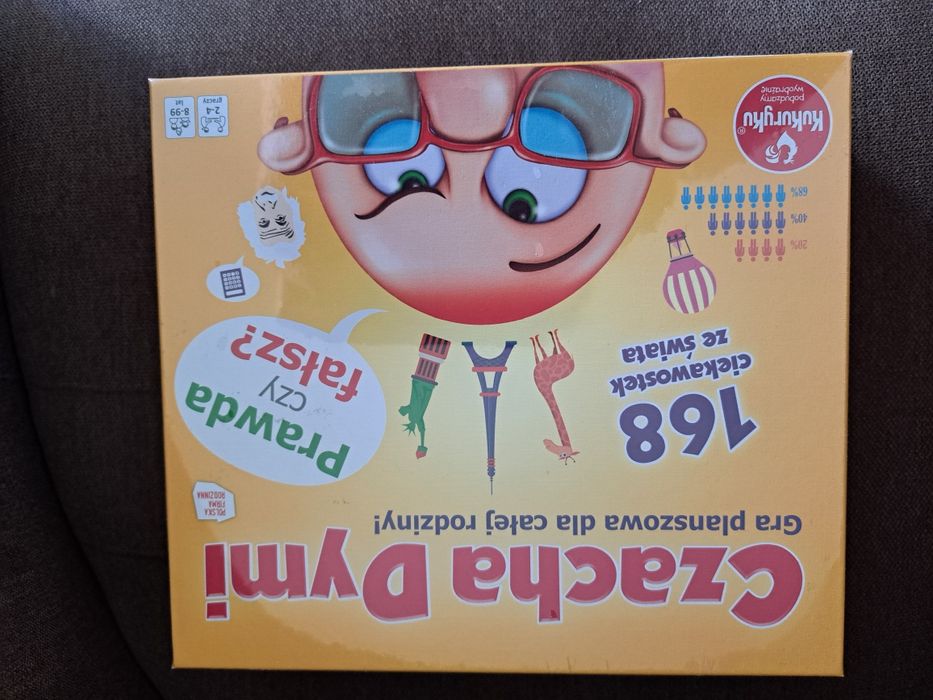 Czacha Dymi!
Gra planszowa dla całej rodziny!
POLSKA
FIRMA
RODZINNA
168
ciekawostek
ze świata
Prawda
czy
fałsz?
20%
40%
68%
Kukuryku®
pobudzamy
wyobraźnię
2-4
graczy
8-99
lat